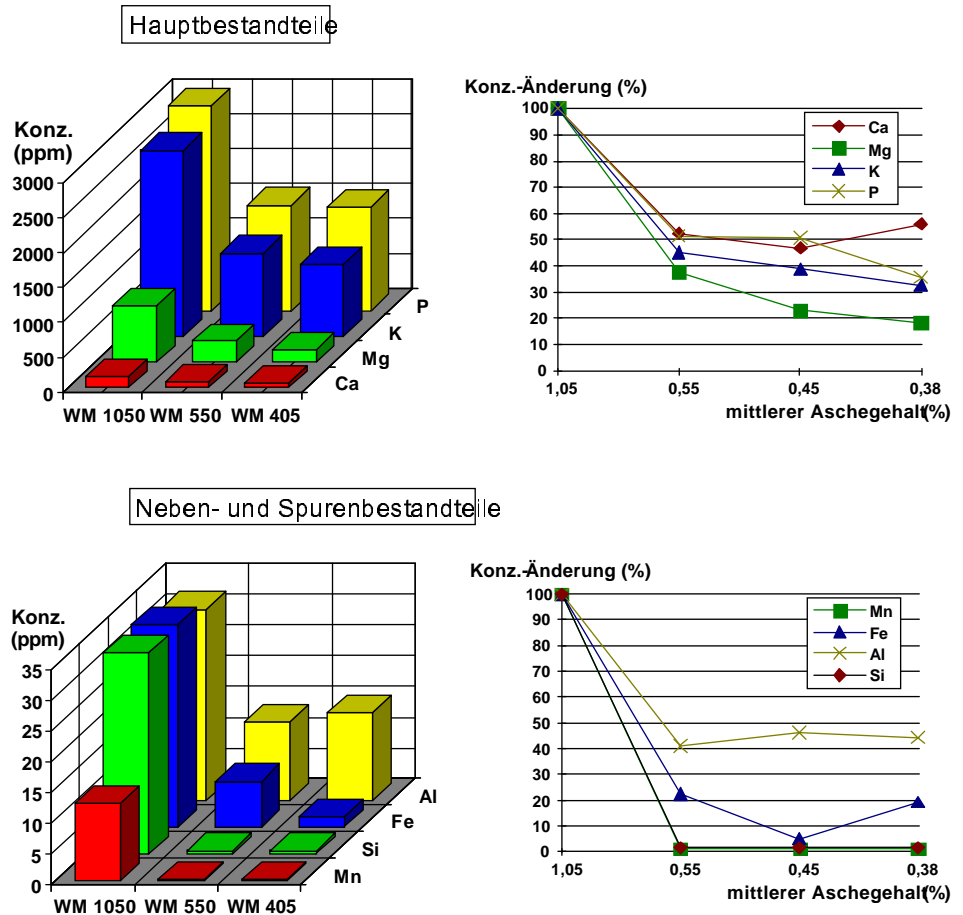 Hauptbestandteile
Konz.
(ppm)
3000
2500
2000
1500
1000
500
0
WM 1050 WM 550 WM 405
P
K
Mg
Ca
Konz.-Änderung (%)
100
90
80
70
60
50
40
30
20
10
0
1,05 0,55 0,45 0,38
mittlerer Aschegehalt(%)
Ca
Mg
K
P
Neben- und Spurenbestandteile
Konz.
(ppm)
35
30
25
20
15
10
5
0
WM 1050 WM 550 WM 405
Al
Fe
Si
Mn
Konz.-Änderung (%)
100
90
80
70
60
50
40
30
20
10
0
1,05 0,55 0,45 0,38
mittlerer Aschegehalt(%)
Mn
Fe
Al
Si